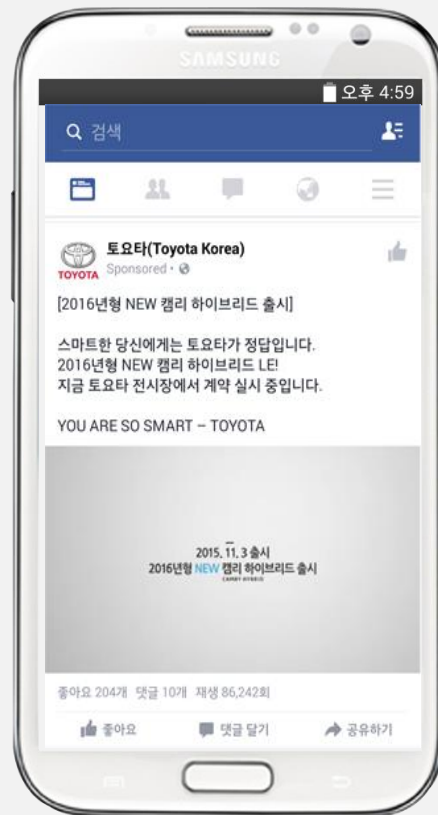 SAMSUNG
오후 4:59
검색
토요타(Toyota Korea)
TOYOTA
Sponsored •
[2016년형 NEW 캠리 하이브리드 출시]
스마트한 당신에게는 토요타가 정답입니다.
2016년형 NEW 캠리 하이브리드 LE!
지금 토요타 전시장에서 계약 실시 중입니다.
YOU ARE SO SMART – TOYOTA
2015. 11. 3 출시
2016년형 NEW 캠리 하이브리드 출시
CAMRY HYBRID
좋아요 204개 댓글 10개 재생 86,242회
좋아요 댓글 달기 공유하기